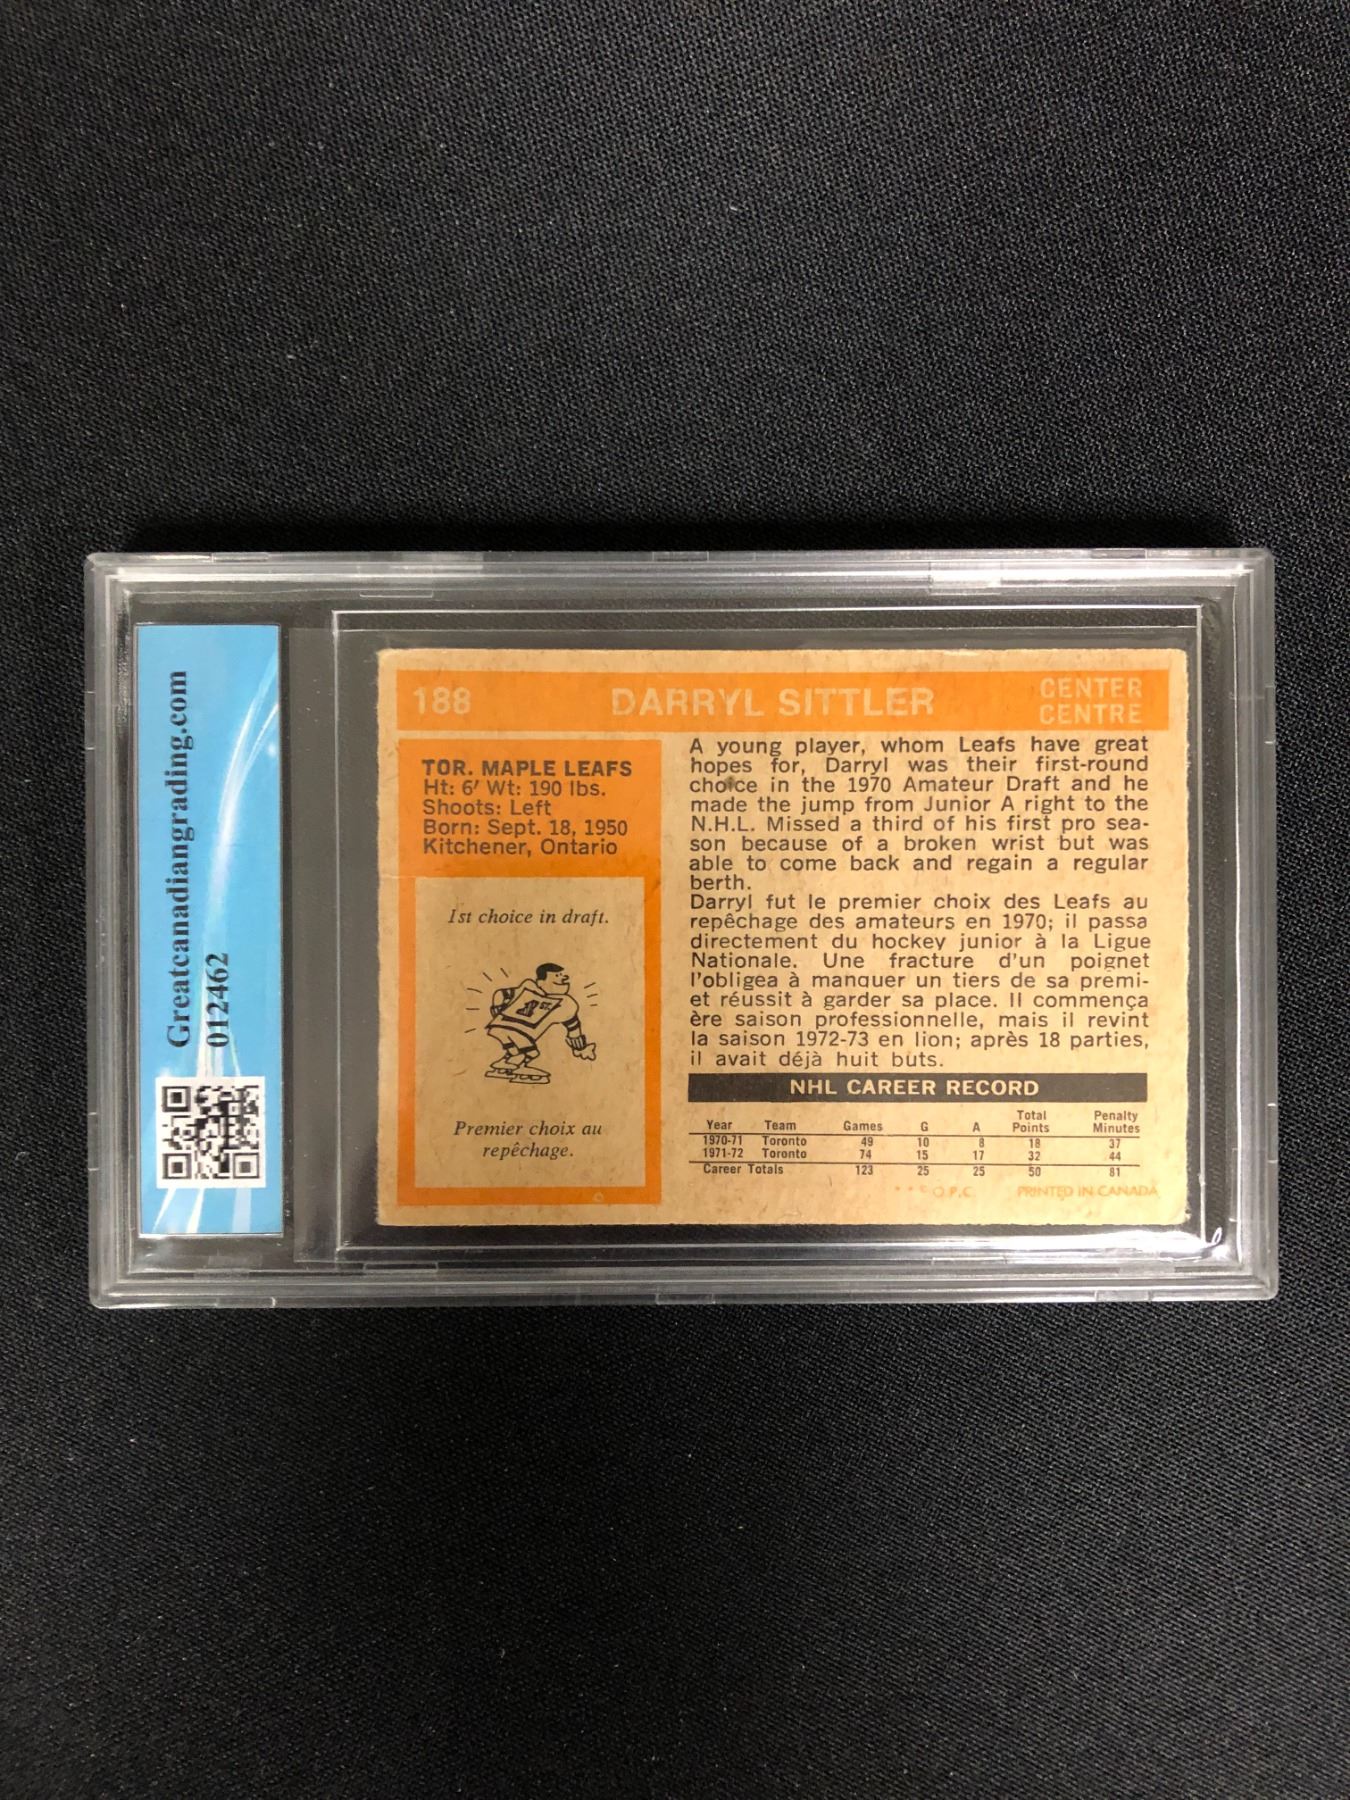 Greatcanadiangrading.com
012462
188 DARRYL SITTLER CENTER
CENTRE
TOR. MAPLE LEAFS
Ht: 6' Wt: 190 lbs.
Shoots: Left
Born: Sept. 18, 1950
Kitchener, Ontario
1st choice in draft.
1 ST.
Premier choix au
repêchage.
A young player, whom Leafs have great
hopes for, Darryl was their first-round
choice in the 1970 Amateur Draft and he
made the jump from Junior A right to the
N.H.L. Missed a third of his first pro sea-
son because of a broken wrist but was
able to come back and regain a regular
berth.
Darryl fut le premier choix des Leafs au
repêchage des amateurs en 1970; il passa
directement du hockey junior à la Ligue
Nationale. Une fracture d'un poignet
l'obligea à manquer un tiers de sa premi-
et réussit à garder sa place. Il commença
ère saison professionnelle, mais il revint
la saison 1972-73 en lion; après 18 parties,
il avait déjà huit buts.
NHL CAREER RECORD
Year Team Games G A Total Points Penalty Minutes
1970-71 Toronto 49 10 8 18 37
1971-72 Toronto 74 15 17 32 44
Career Totals 123 25 25 50 81
* * © O.P.C. PRINTED IN CANADA